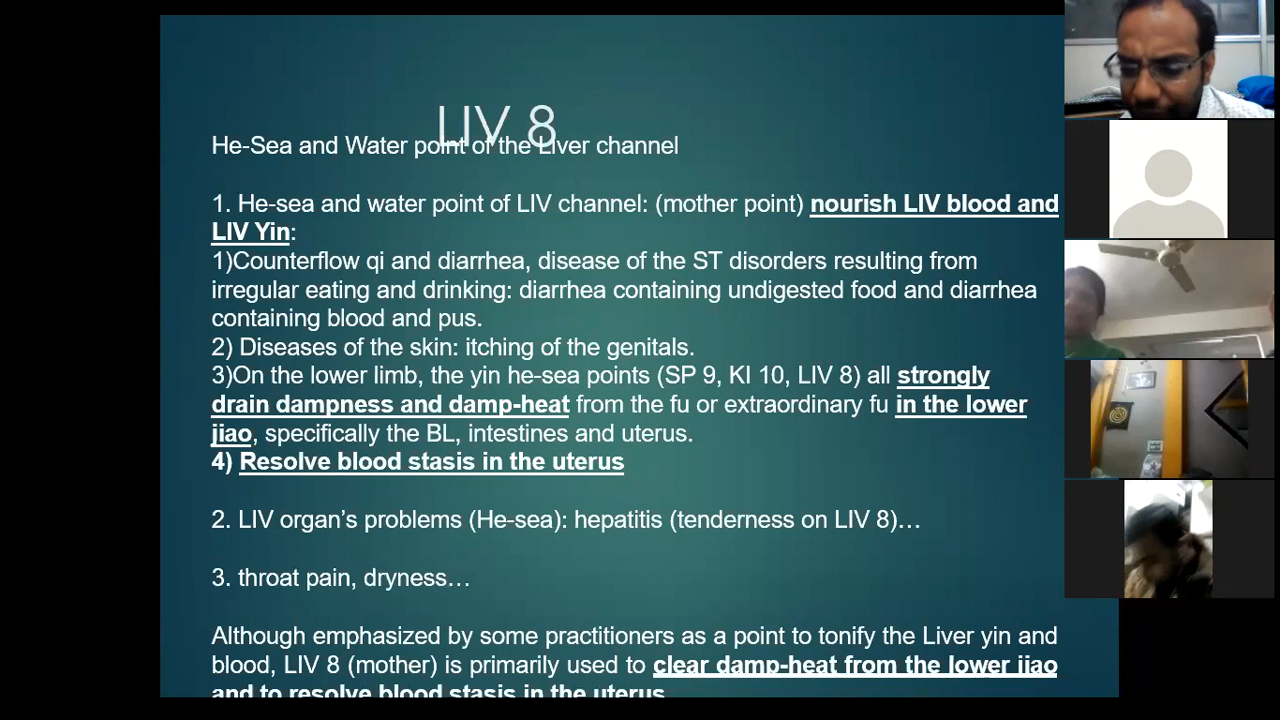 LIV 8
He-Sea and Water point of the Liver channel
1. He-sea and water point of LIV channel: (mother point) nourish LIV blood and
LIV Yin:
1)Counterflow qi and diarrhea, disease of the ST disorders resulting from
irregular eating and drinking: diarrhea containing undigested food and diarrhea
containing blood and pus.
2) Diseases of the skin: itching of the genitals.
3)On the lower limb, the yin he-sea points (SP 9, KI 10, LIV 8) all strongly
drain dampness and damp-heat from the fu or extraordinary fu in the lower
jiao, specifically the BL, intestines and uterus.
4) Resolve blood stasis in the uterus
2. LIV organ's problems (He-sea): hepatitis (tenderness on LIV 8)…
3. throat pain, dryness…
Although emphasized by some practitioners as a point to tonify the Liver yin and
blood, LIV 8 (mother) is primarily used to clear damp-heat from the lower jiao
and to resolve blood stasis in the uterus